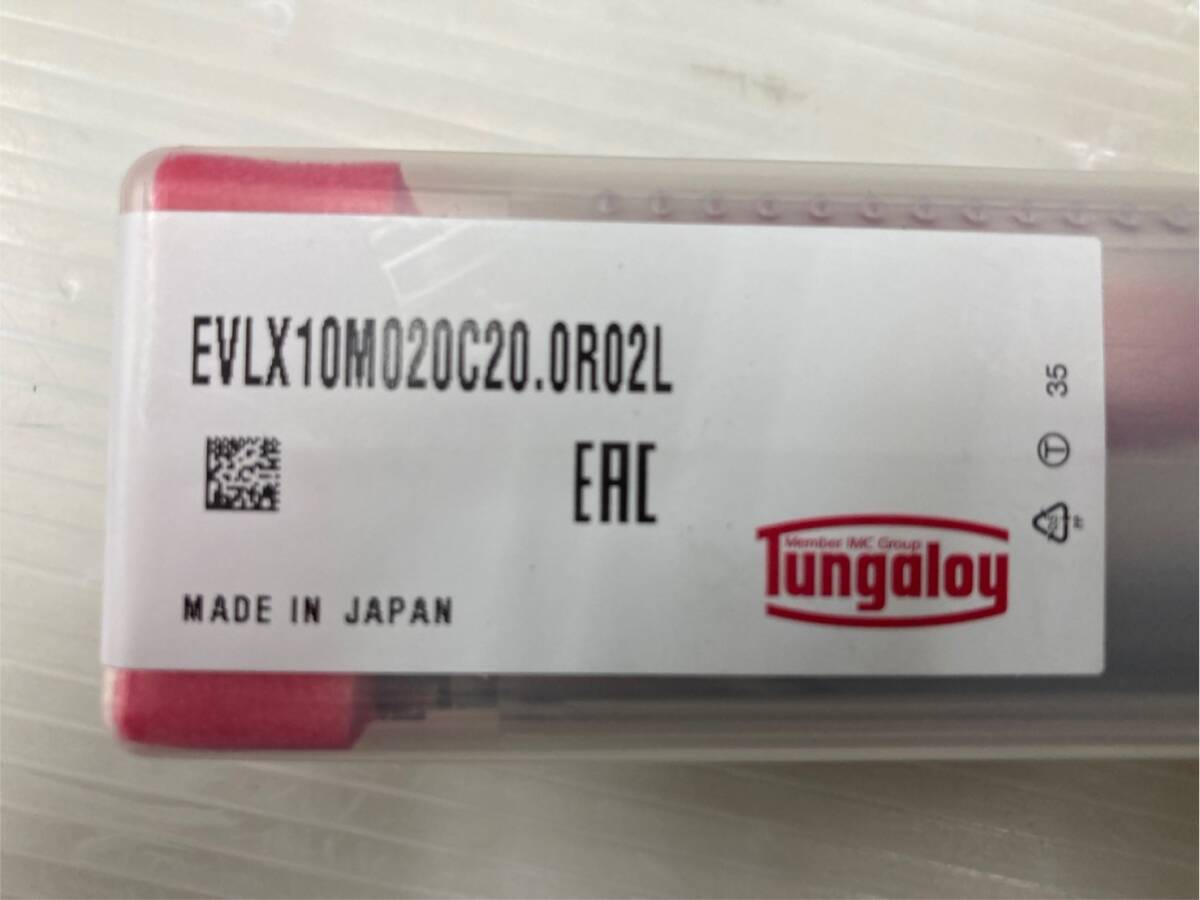 EVLX10M020C20.0R02L
EAC
MADE IN JAPAN
Member IMC Group
Tungaloy
35
T